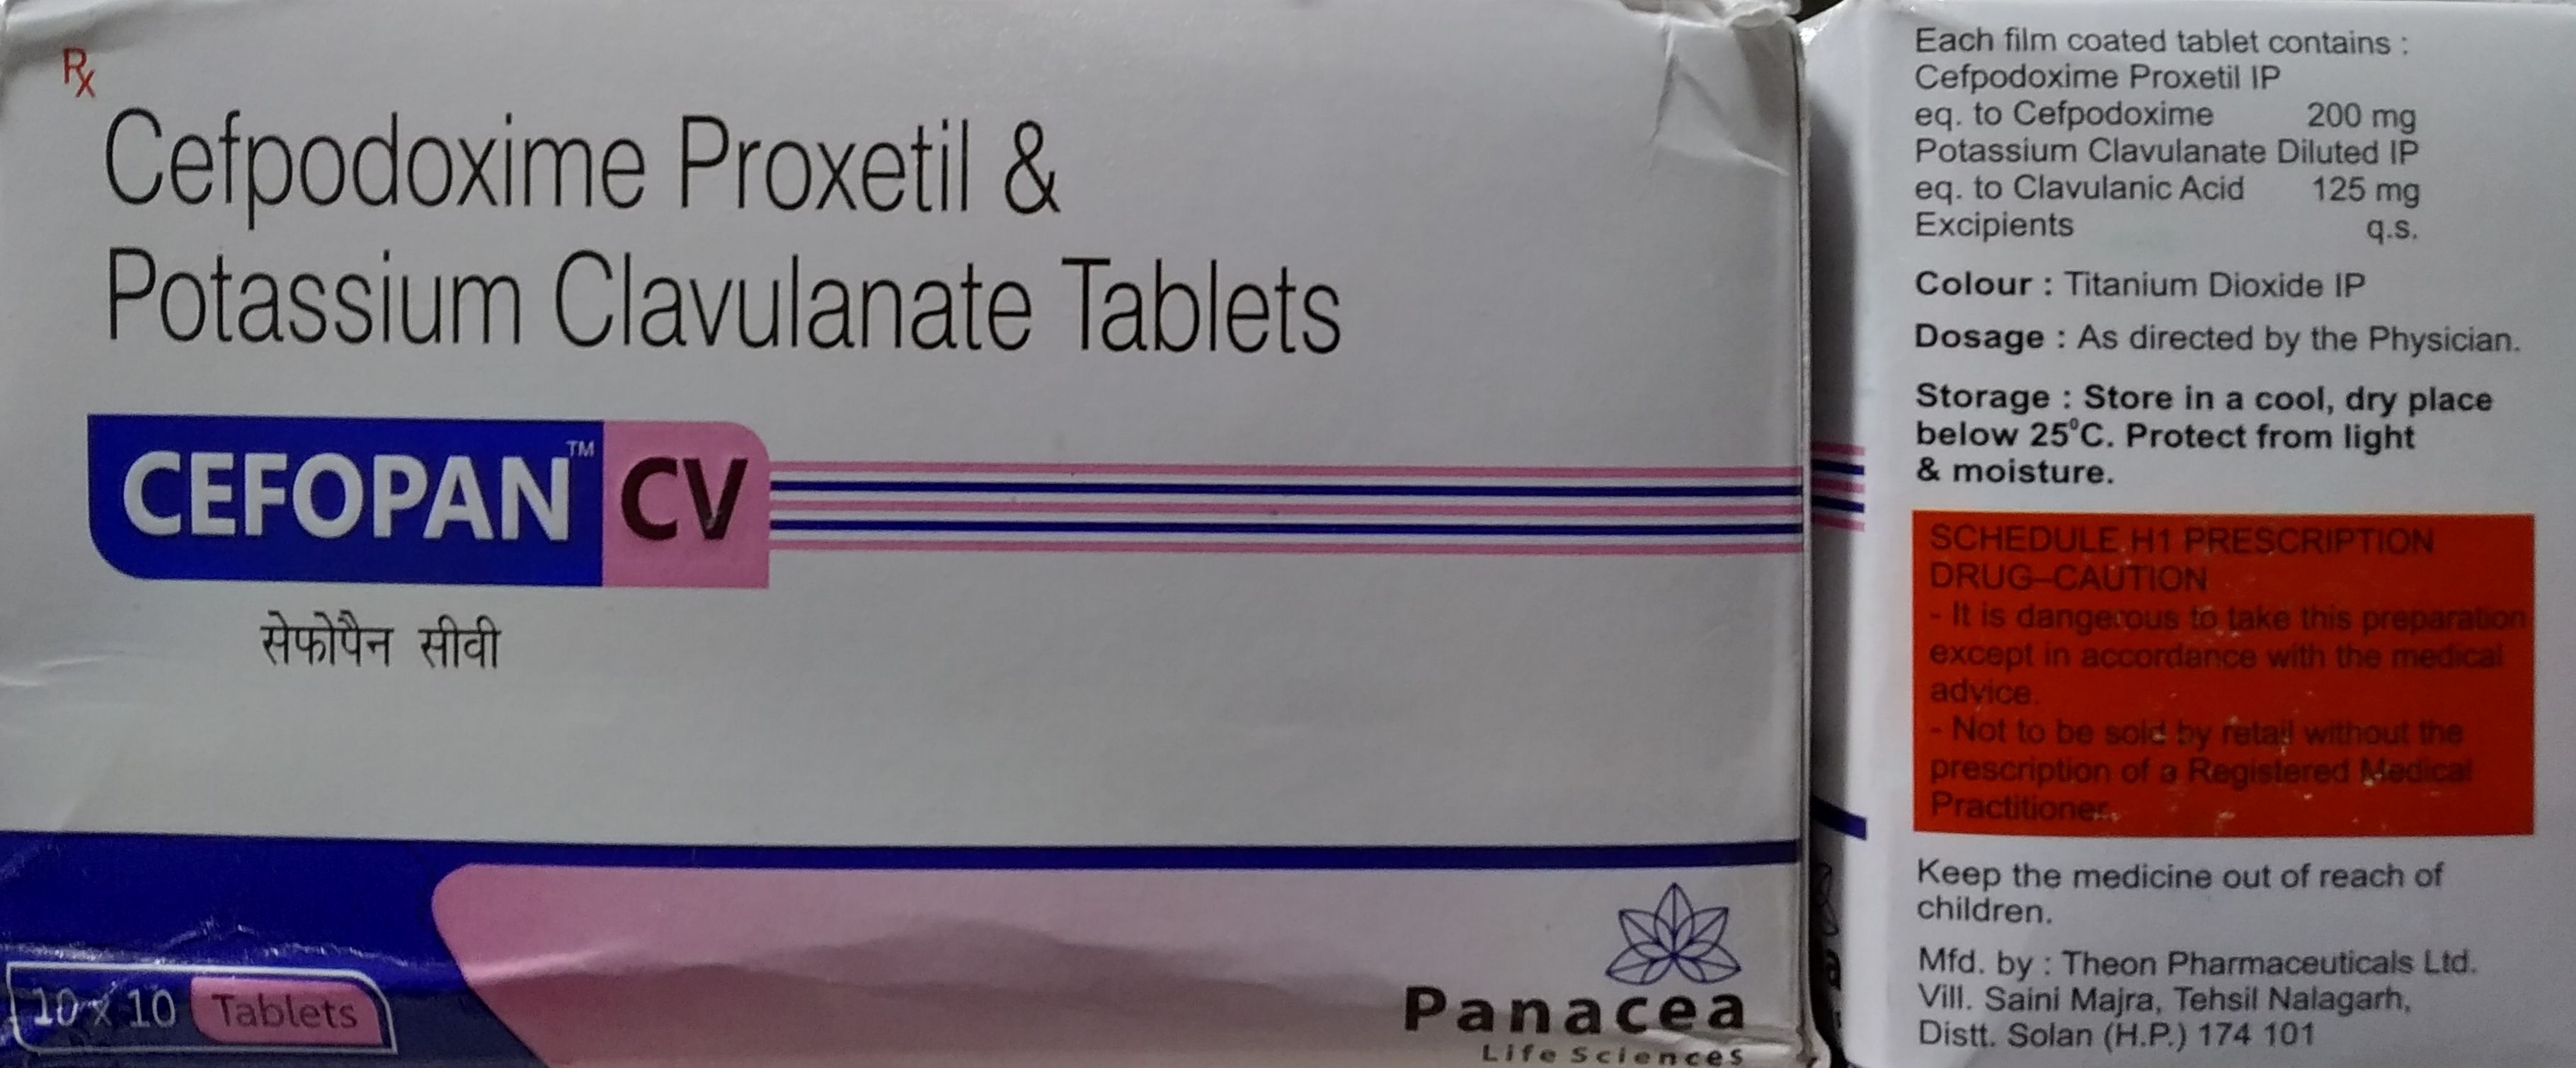 Rx
Cefpodoxime Proxetil &
Potassium Clavulanate Tablets
CEFOPAN™ CV
सेफोपैन सीवी
10 x 10 Tablets
Panacea
Life Sciences
Each film coated tablet contains :
Cefpodoxime Proxetil IP
eq. to Cefpodoxime 200 mg
Potassium Clavulanate Diluted IP
eq. to Clavulanic Acid 125 mg
Excipients q.s.
Colour : Titanium Dioxide IP
Dosage : As directed by the Physician.
Storage : Store in a cool, dry place
below 25°C. Protect from light
& moisture.
SCHEDULE H1 PRESCRIPTION
DRUG–CAUTION
- It is dangerous to take this preparation
except in accordance with the medical
advice.
- Not to be sold by retail without the
prescription of a Registered Medical
Practitioner.
Keep the medicine out of reach of
children.
Mfd. by : Theon Pharmaceuticals Ltd.
Vill. Saini Majra, Tehsil Nalagarh,
Distt. Solan (H.P.) 174 101